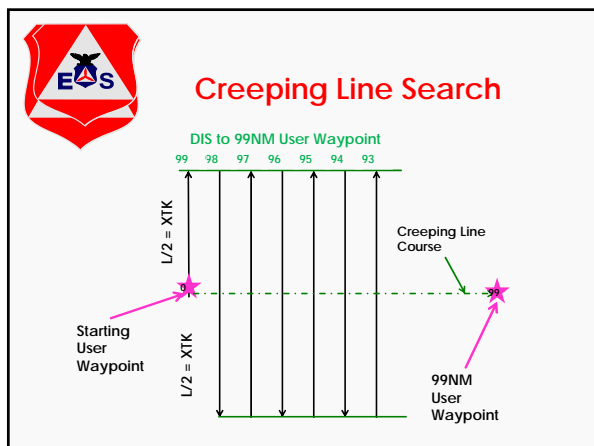 E S
Creeping Line Search
DIS to 99NM User Waypoint
99 98 97 96 95 94 93
L/2 = XTK
Creeping Line
Course
0
99
Starting
User
Waypoint
L/2 = XTK
99NM
User
Waypoint